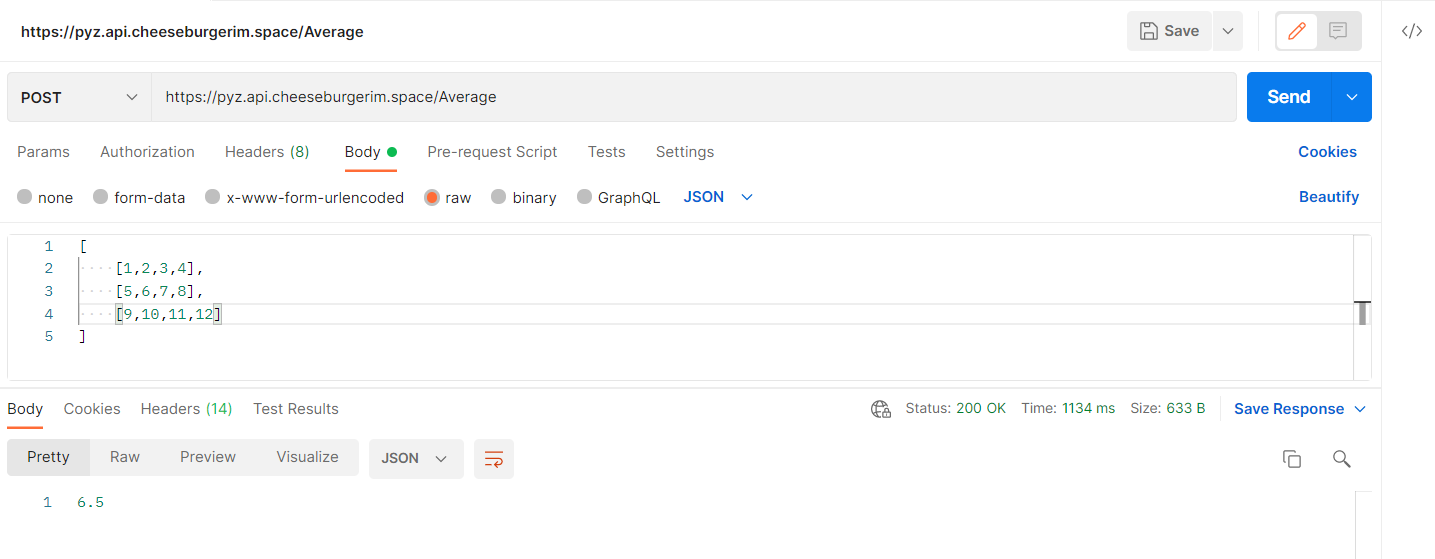 https://pyz.api.cheeseburgerim.space/Average Save
POST https://pyz.api.cheeseburgerim.space/Average Send
Params Authorization Headers (8) Body Pre-request Script Tests Settings Cookies
none form-data x-www-form-urlencoded raw binary GraphQL JSON Beautify
1 [
2 ····[1,2,3,4],
3 ····[5,6,7,8],
4 ····[9,10,11,12]
5 ]
Body Cookies Headers (14) Test Results Status: 200 OK Time: 1134 ms Size: 633 B Save Response
Pretty Raw Preview Visualize JSON
1 6.5